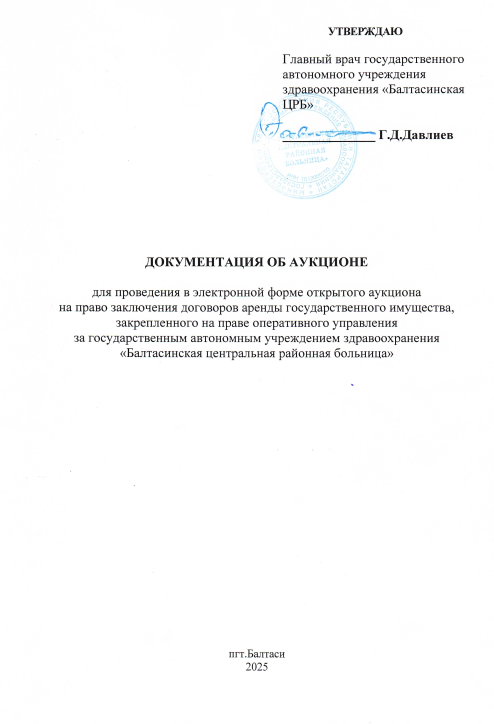 УТВЕРЖДАЮ
Главный врач государственного
автономного учреждения
здравоохранения «Балтасинская
ЦРБ»
Г.Д.Давлиев
РАЙОННАЯ
БОЛЬНИЦА»
ДОКУМЕНТАЦИЯ ОБ АУКЦИОНЕ
для проведения в электронной форме открытого аукциона
на право заключения договоров аренды государственного имущества,
закрепленного на праве оперативного управления
за государственным автономным учреждением здравоохранения
«Балтасинская центральная районная больница»
пгт.Балтаси
2025